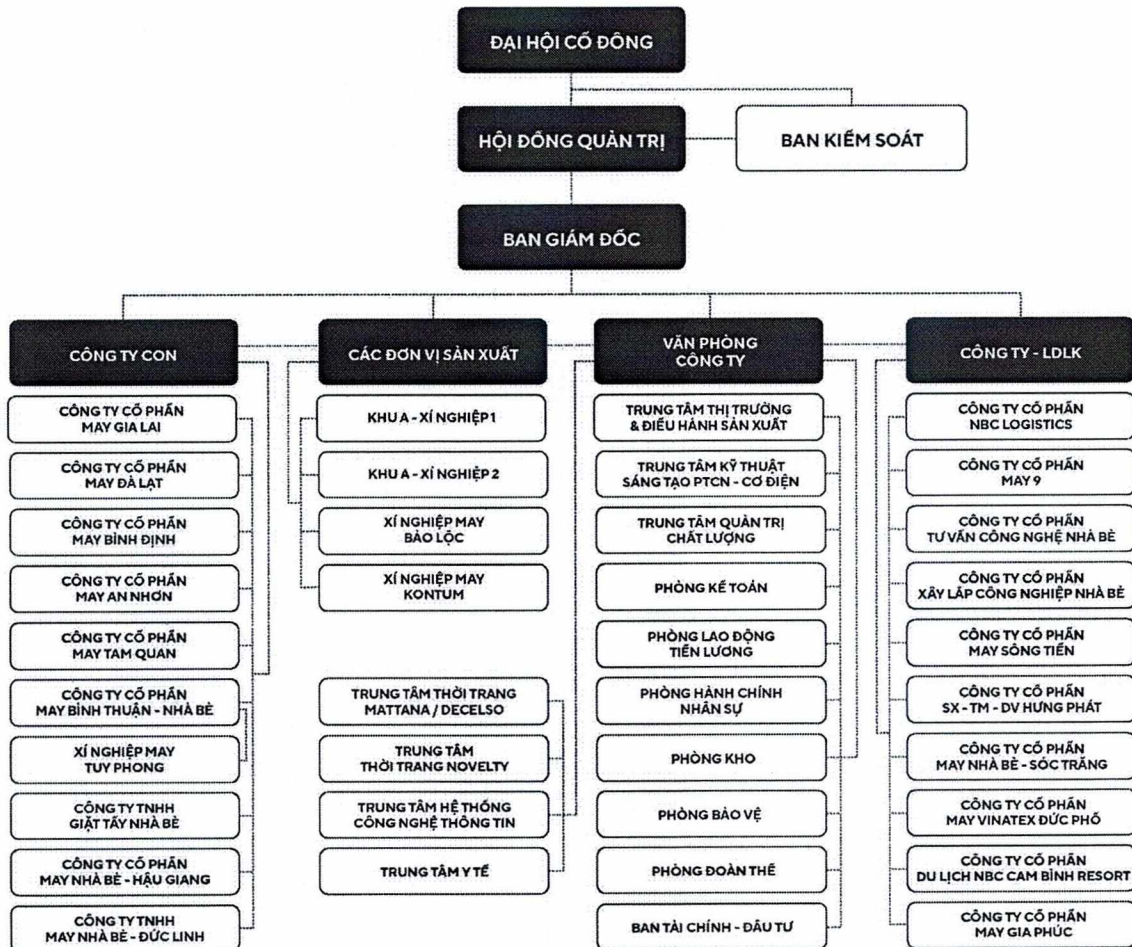 ĐẠI HỘI CỔ ĐÔNG
HỘI ĐỒNG QUẢN TRỊ
BAN KIỂM SOÁT
BAN GIÁM ĐỐC
CÔNG TY CON
CÔNG TY CỔ PHẦN
MAY GIA LAI
CÔNG TY CỔ PHẦN
MAY ĐÀ LẠT
CÔNG TY CỔ PHẦN
MAY BÌNH ĐỊNH
CÔNG TY CỔ PHẦN
MAY AN NHƠN
CÔNG TY CỔ PHẦN
MAY TAM QUAN
CÔNG TY CỔ PHẦN
MAY BÌNH THUẬN - NHÀ BÈ
XÍ NGHIỆP MAY
TUY PHONG
CÔNG TY TNHH
GIẶT TẨY NHÀ BÈ
CÔNG TY CỔ PHẦN
MAY NHÀ BÈ - HẬU GIANG
CÔNG TY TNHH
MAY NHÀ BÈ - ĐỨC LINH
CÁC ĐƠN VỊ SẢN XUẤT
KHU A - XÍ NGHIỆP 1
KHU A - XÍ NGHIỆP 2
XÍ NGHIỆP MAY
BẢO LỘC
XÍ NGHIỆP MAY
KONTUM
TRUNG TÂM THỜI TRANG
MATTANA / DECELSO
TRUNG TÂM
THỜI TRANG NOVELTY
TRUNG TÂM HỆ THỐNG
CÔNG NGHỆ THÔNG TIN
TRUNG TÂM Y TẾ
VĂN PHÒNG
CÔNG TY
TRUNG TÂM THỊ TRƯỜNG
& ĐIỀU HÀNH SẢN XUẤT
TRUNG TÂM KỸ THUẬT
SÁNG TẠO PTCN - CƠ ĐIỆN
TRUNG TÂM QUẢN TRỊ
CHẤT LƯỢNG
PHÒNG KẾ TOÁN
PHÒNG LAO ĐỘNG
TIỀN LƯƠNG
PHÒNG HÀNH CHÍNH
NHÂN SỰ
PHÒNG KHO
PHÒNG BẢO VỆ
PHÒNG ĐOÀN THỂ
BAN TÀI CHÍNH - ĐẦU TƯ
CÔNG TY - LDLK
CÔNG TY CỔ PHẦN
NBC LOGISTICS
CÔNG TY CỔ PHẦN
MAY 9
CÔNG TY CỔ PHẦN
TƯ VẤN CÔNG NGHỆ NHÀ BÈ
CÔNG TY CỔ PHẦN
XÂY LẮP CÔNG NGHIỆP NHÀ BÈ
CÔNG TY CỔ PHẦN
MAY SÔNG TIỀN
CÔNG TY CỔ PHẦN
SX - TM - DV HƯNG PHÁT
CÔNG TY CỔ PHẦN
MAY NHÀ BÈ - SÓC TRĂNG
CÔNG TY CỔ PHẦN
MAY VINATEX ĐỨC PHỔ
CÔNG TY CỔ PHẦN
DU LỊCH NBC CAM BÌNH RESORT
CÔNG TY CỔ PHẦN
MAY GIA PHÚC